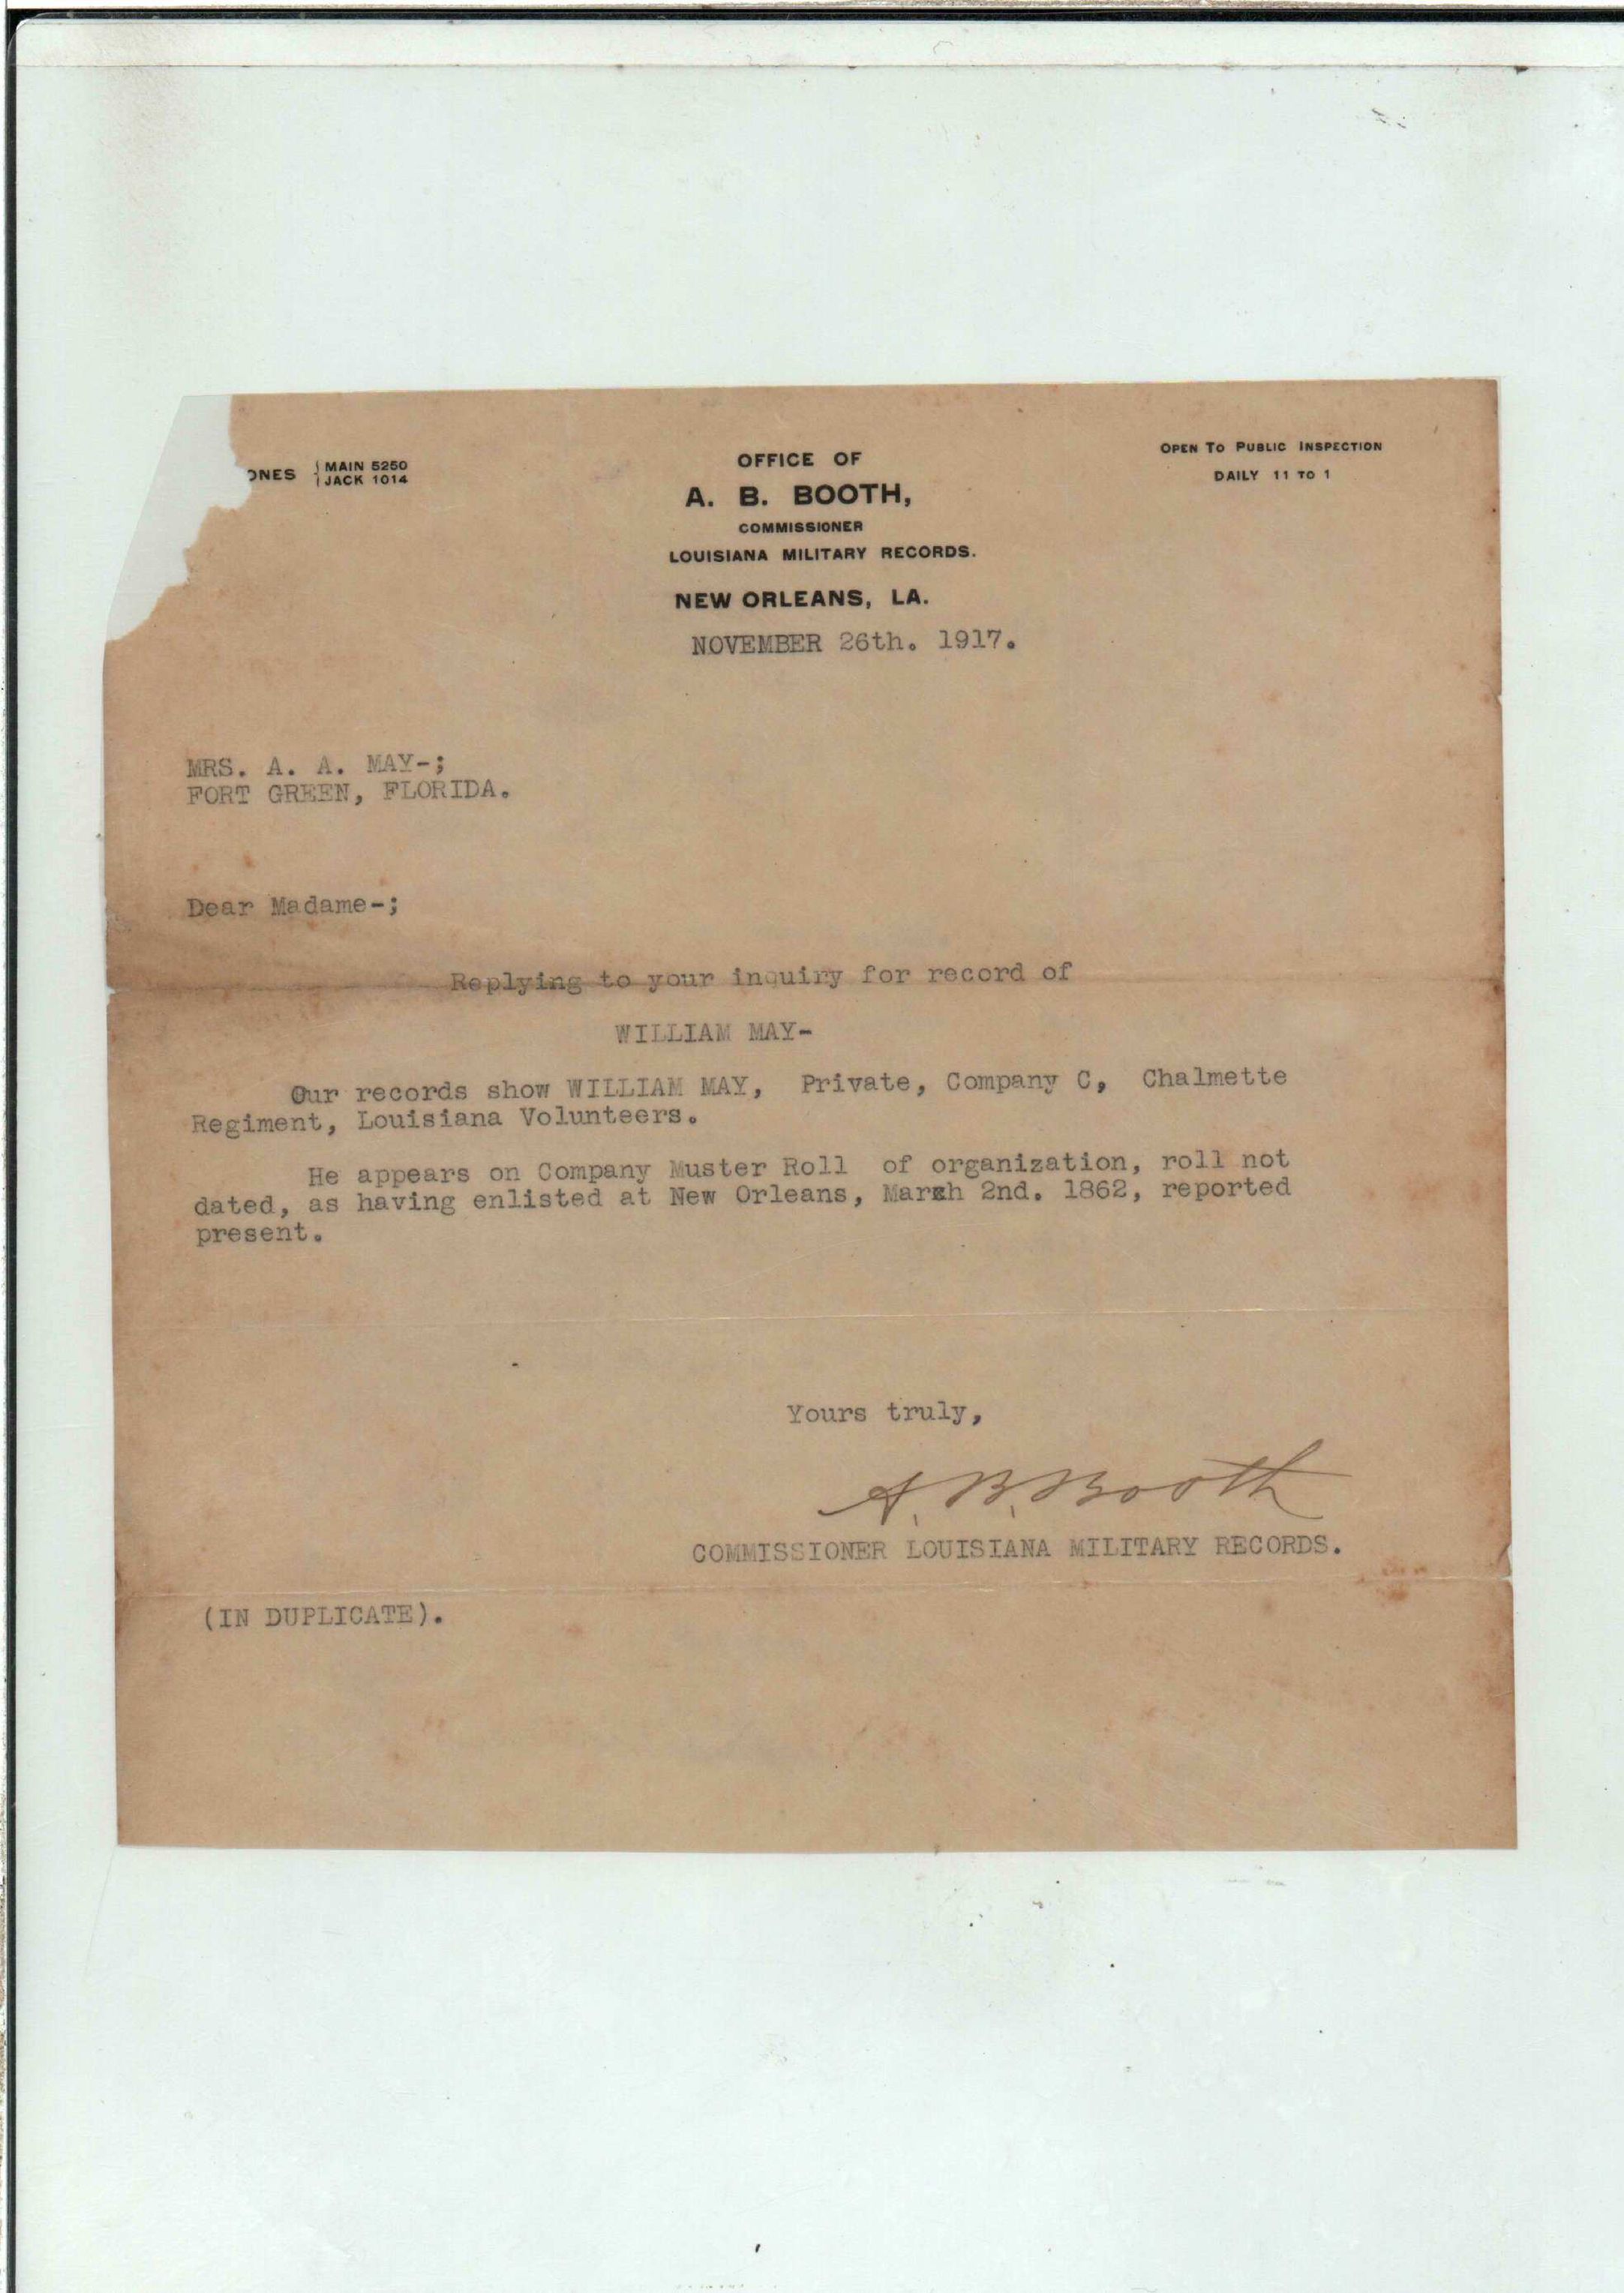 ONES { MAIN 5250
JACK 1014
OFFICE OF
A. B. BOOTH,
COMMISSIONER
LOUISIANA MILITARY RECORDS.
NEW ORLEANS, LA.
OPEN TO PUBLIC INSPECTION
DAILY 11 TO 1
NOVEMBER 26th. 1917.
MRS. A. A. MAY-;
FORT GREEN, FLORIDA.
Dear Madame-;
Replying to your inquiry for record of
WILLIAM MAY-
Our records show WILLIAM MAY, Private, Company C, Chalmette
Regiment, Louisiana Volunteers.
He appears on Company Muster Roll of organization, roll not
dated, as having enlisted at New Orleans, March 2nd. 1862, reported
present.
Yours truly,
A. B. Booth
COMMISSIONER LOUISIANA MILITARY RECORDS.
(IN DUPLICATE).